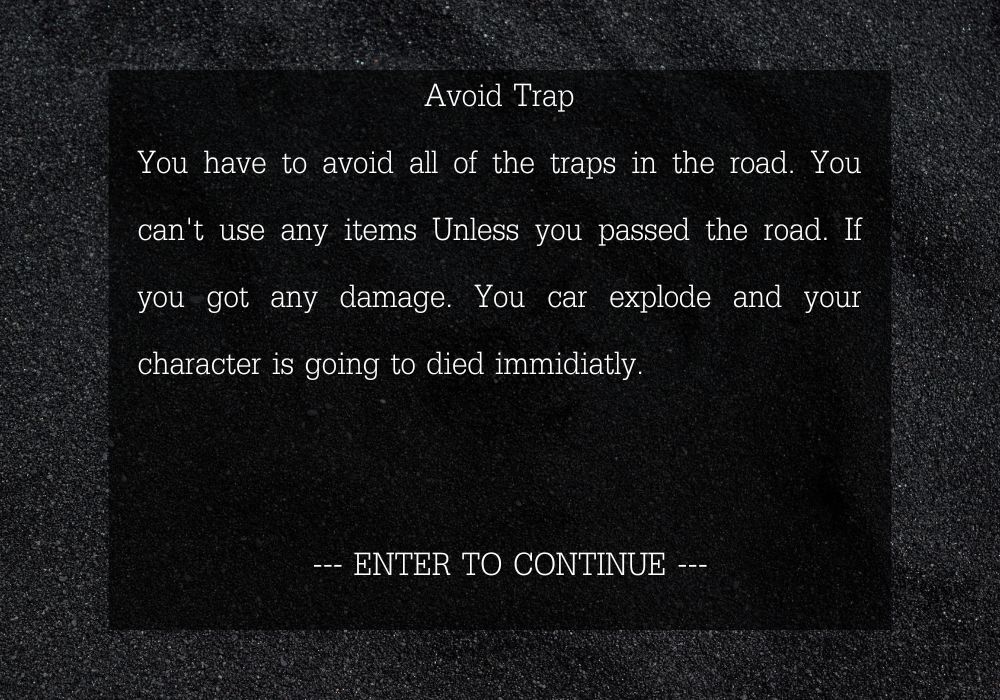 Avoid Trap
You have to avoid all of the traps in the road. You
can't use any items Unless you passed the road. If
you got any damage. You car explode and your
character is going to died immidiatly.
--- ENTER TO CONTINUE ---